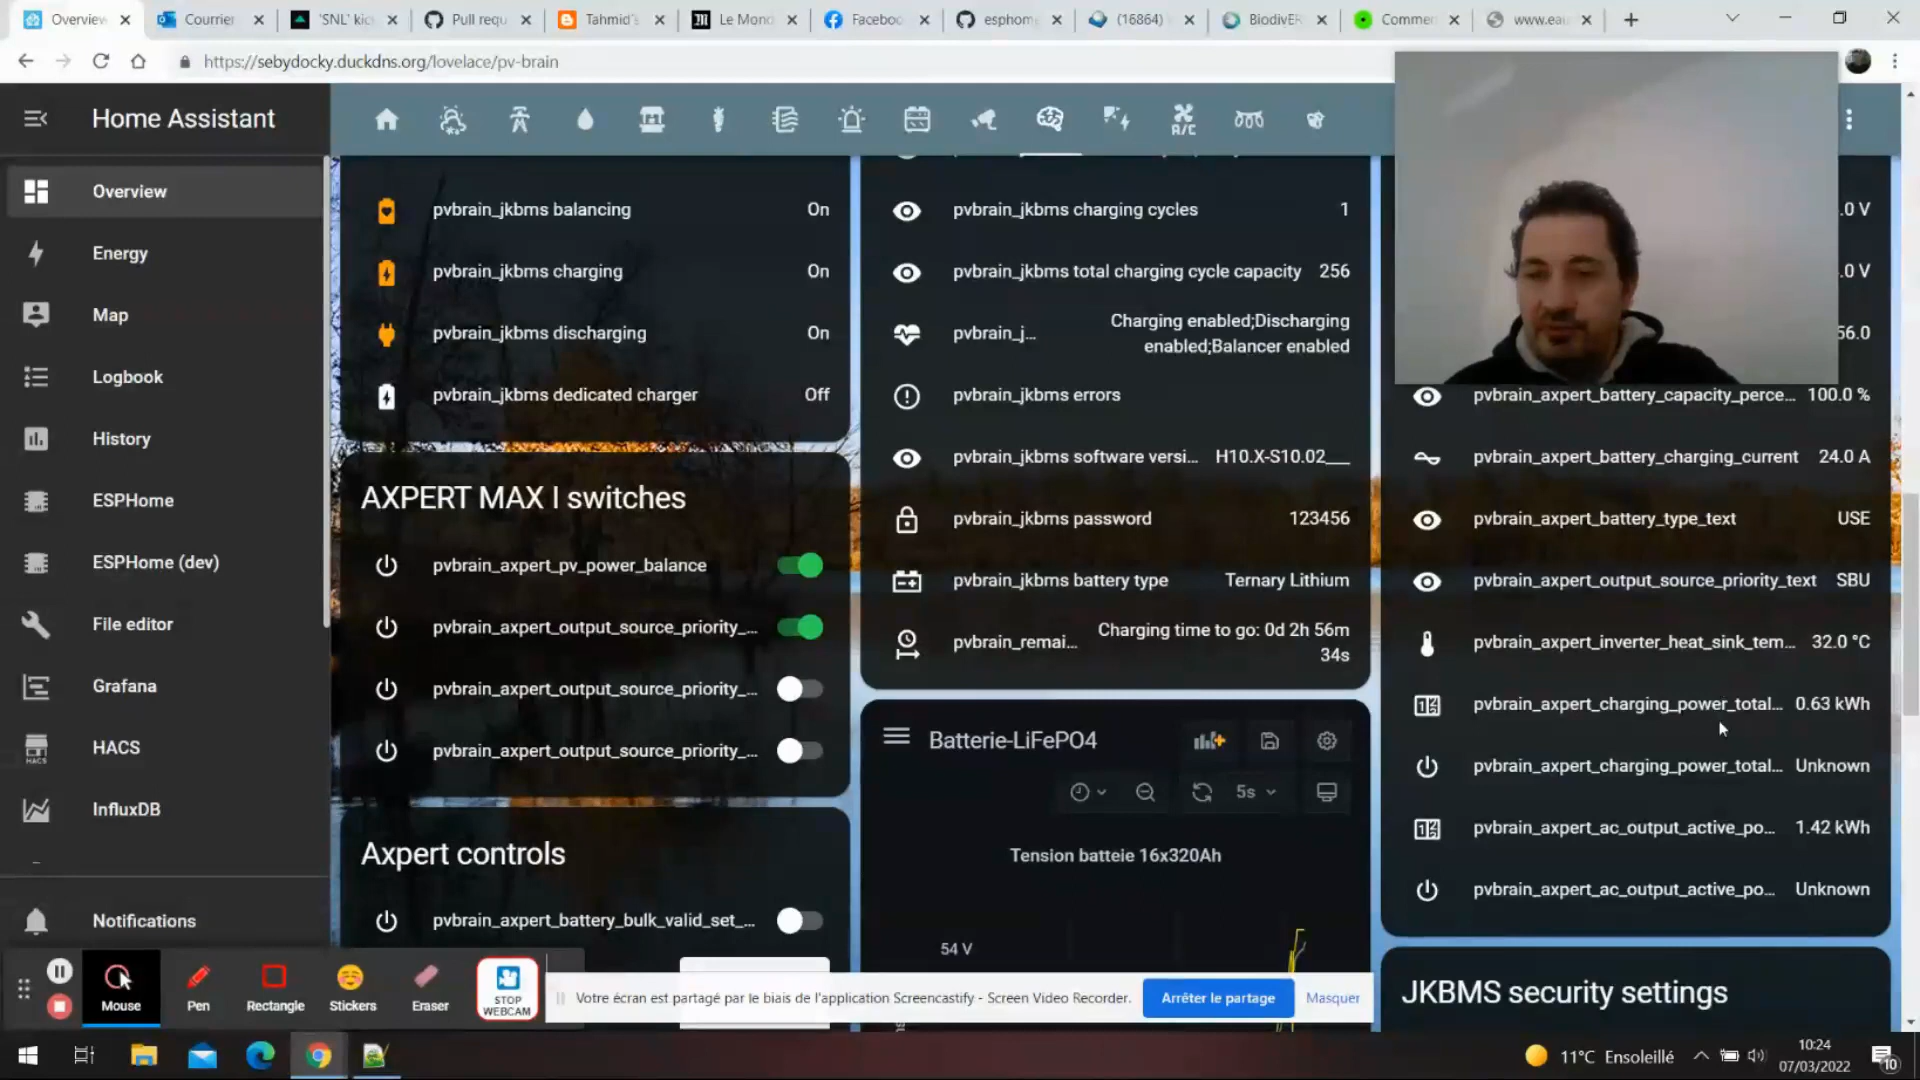 Overview
Courrier
'SNL' kic
Pull requ
Tahmid's
Le Mond
Faceboo
esphom
(16864)
BiodivER
Commen
www.eau
https://sebydocky.duckdns.org/lovelace/pv-brain
Home Assistant
A/C
Overview
Energy
Map
Logbook
History
ESPHome
ESPHome (dev)
File editor
Grafana
HACS
HACS
InfluxDB
Notifications
pvbrain_jkbms balancing On
pvbrain_jkbms charging On
pvbrain_jkbms discharging On
pvbrain_jkbms dedicated charger Off
AXPERT MAX I switches
pvbrain_axpert_pv_power_balance
pvbrain_axpert_output_source_priority_...
pvbrain_axpert_output_source_priority_...
pvbrain_axpert_output_source_priority_...
Axpert controls
pvbrain_axpert_battery_bulk_valid_set_...
pvbrain_jkbms charging cycles 1
pvbrain_jkbms total charging cycle capacity 256
pvbrain_j... Charging enabled;Discharging
enabled;Balancer enabled
pvbrain_jkbms errors
pvbrain_jkbms software versi... H10.X-S10.02___
pvbrain_jkbms password 123456
pvbrain_jkbms battery type Ternary Lithium
pvbrain_remai... Charging time to go: 0d 2h 56m
34s
Batterie-LiFePO4
5s
Tension batteie 16x320Ah
54 V
.0 V
.0 V
56.0
pvbrain_axpert_battery_capacity_perce... 100.0 %
pvbrain_axpert_battery_charging_current 24.0 A
pvbrain_axpert_battery_type_text USE
pvbrain_axpert_output_source_priority_text SBU
pvbrain_axpert_inverter_heat_sink_tem... 32.0 °C
pvbrain_axpert_charging_power_total... 0.63 kWh
pvbrain_axpert_charging_power_total... Unknown
pvbrain_axpert_ac_output_active_po... 1.42 kWh
pvbrain_axpert_ac_output_active_po... Unknown
JKBMS security settings
Mouse
Pen
Rectangle
Stickers
Eraser
STOP
WEBCAM
Votre écran est partagé par le biais de l'application Screencastify - Screen Video Recorder.
Arrêter le partage
Masquer
11°C Ensoleillé
10:24
07/03/2022
10